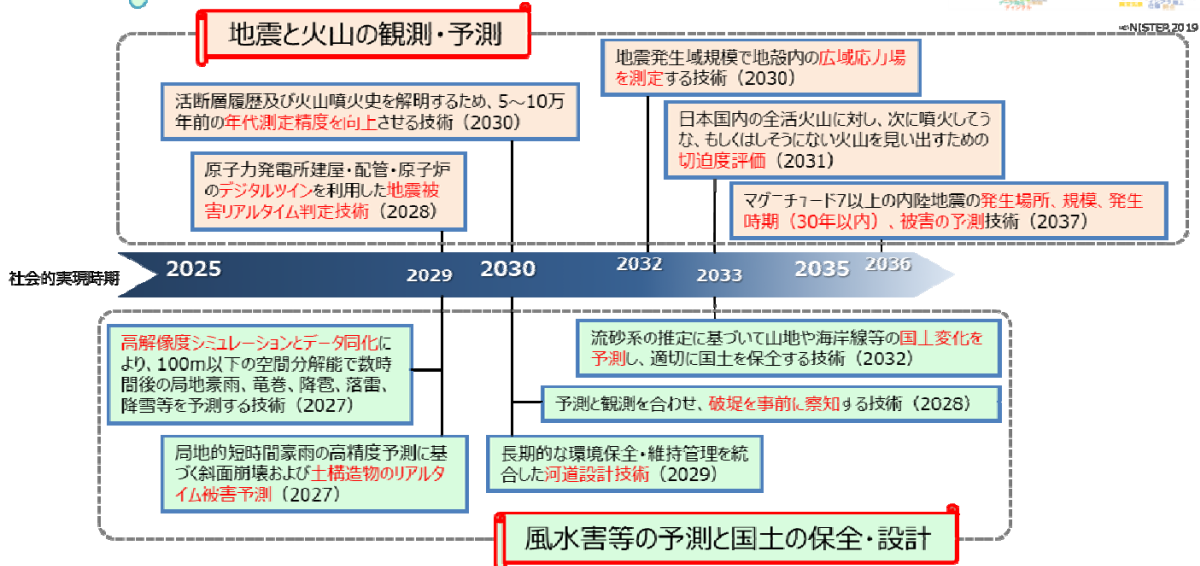 ©NISTEP 2019
地震と火山の観測・予測
地震発生域規模で地殻内の広域応力場
を測定する技術（2030）
活断層履歴及び火山噴火史を解明するため、5～10万
年前の年代測定精度を向上させる技術（2030）
日本国内の全活火山に対し、次に噴火してうな
な、もしくはしそうにない火山を見い出すための
切迫度評価（2031）
原子力発電所建屋・配管・原子炉
のデジタルツインを利用した地震被
害リアルタイム判定技術（2028）
マグニチュード7以上の内陸地震の発生場所、規模、発生
時期（30年以内）、被害の予測技術（2037）
社会的実現時期
2025
2029
2030
2032
2033
2035
2036
高解像度シミュレーションとデータ同化に
より、100m以下の空間分解能で数時
間後の局地豪雨、竜巻、降雹、落雷、
降雪等を予測する技術（2027）
流砂系の推定に基づいて山地や海岸線等の国土変化を
予測し、適切に国土を保全する技術（2032）
予測と観測を合わせ、破堤を事前に察知する技術（2028）
局地的短時間豪雨の高精度予測に基
づく斜面崩壊および土構造物のリアルタ
イム被害予測（2027）
長期的な環境保全・維持管理を統
合した河道設計技術（2029）
風水害等の予測と国土の保全・設計